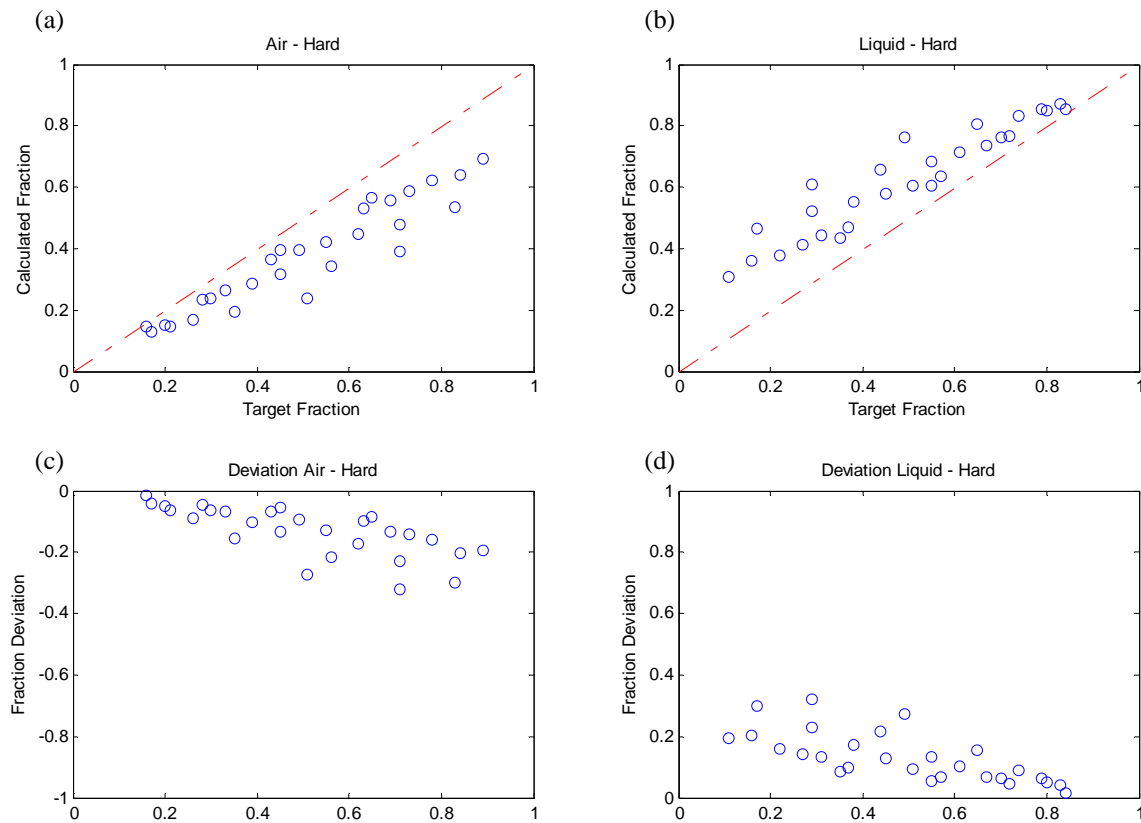 (a)
Air - Hard
1
0.8
0.6
0.4
0.2
0
Calculated Fraction
0 0.2 0.4 0.6 0.8 1
Target Fraction
(b)
Liquid - Hard
1
0.8
0.6
0.4
0.2
0
Calculated Fraction
0 0.2 0.4 0.6 0.8 1
Target Fraction
(c)
Deviation Air - Hard
0
-0.2
-0.4
-0.6
-0.8
-1
Fraction Deviation
0 0.2 0.4 0.6 0.8 1
(d)
Deviation Liquid - Hard
1
0.8
0.6
0.4
0.2
0
Fraction Deviation
0 0.2 0.4 0.6 0.8 1